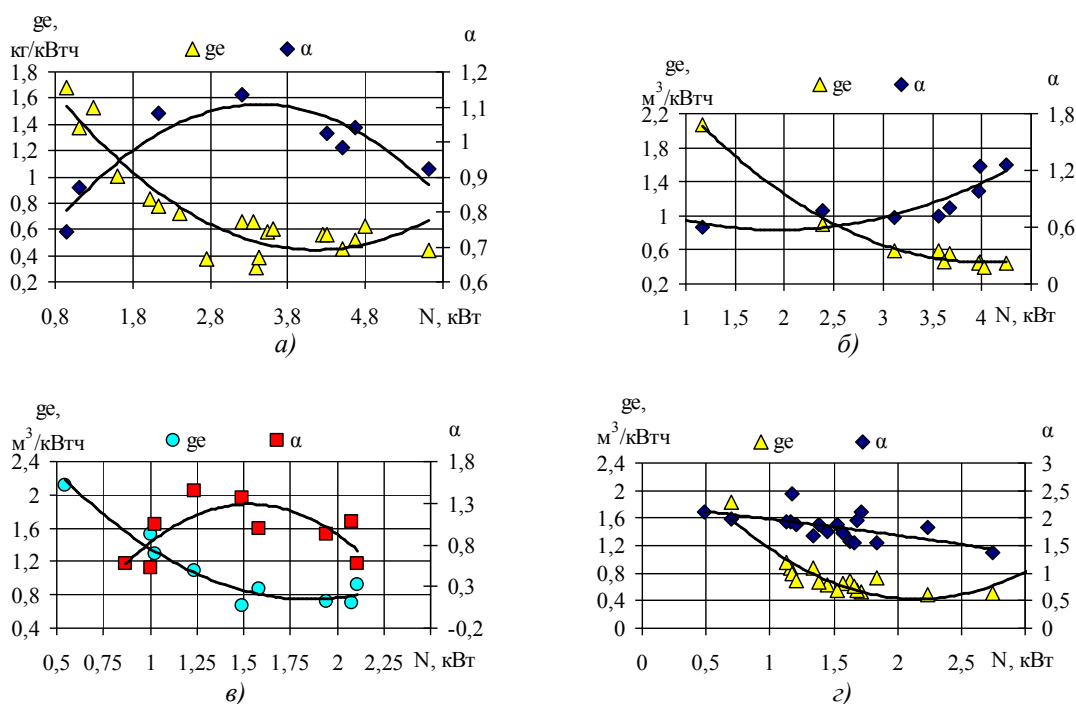 ge,
кг/кВтч
ge
α
α
1,8
1,6
1,4
1,2
1
0,8
0,6
0,4
0,2
1,2
1,1
1
0,9
0,8
0,7
0,6
0,8 1,8 2,8 3,8 4,8 N, кВт
а)
ge,
м³/кВтч
ge
α
α
2,2
1,8
1,4
1
0,6
0,2
1,8
1,2
0,6
0
1 1,5 2 2,5 3 3,5 4 N, кВт
б)
ge,
м³/кВтч
ge
α
α
2,4
2
1,6
1,2
0,8
0,4
1,8
1,3
0,8
0,3
-0,2
0,5 0,75 1 1,25 1,5 1,75 2 2,25 N, кВт
в)
ge,
м³/кВтч
ge
α
α
2,4
2
1,6
1,2
0,8
0,4
0
3
2,5
2
1,5
1
0,5
0
0 0,5 1 1,5 2 2,5 N, кВт
г)